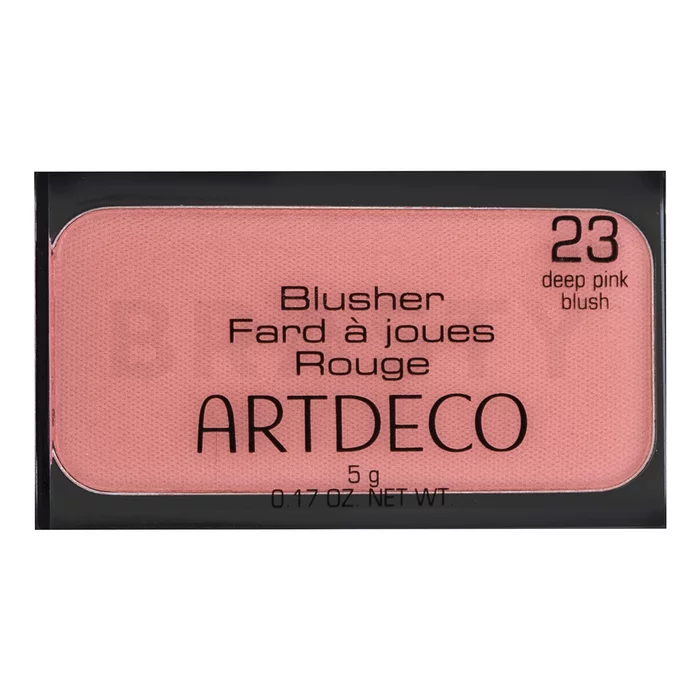 23
deep pink
blush
Blusher
Fard à joues
Rouge
ARTDECO
5 g
0.17 OZ. NET WT.